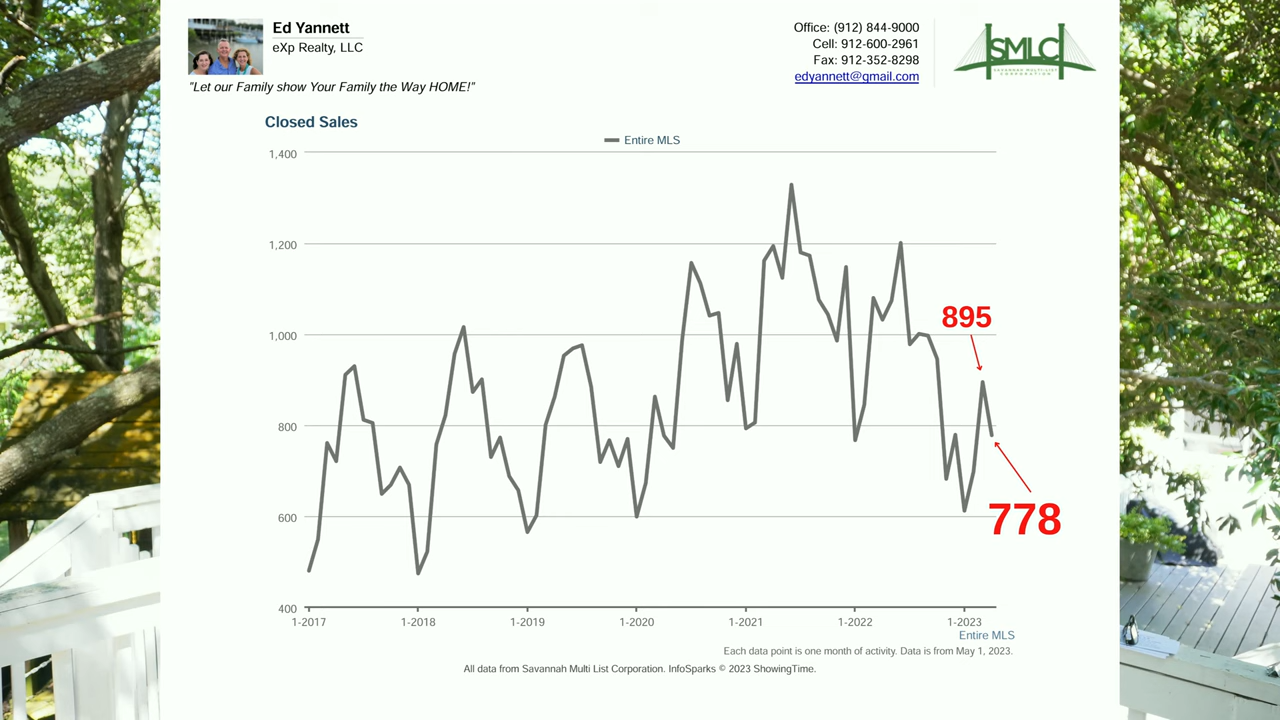 Ed Yannett
eXp Realty, LLC
"Let our Family show Your Family the Way HOME!"
Office: (912) 844-9000
Cell: 912-600-2961
Fax: 912-352-8298
edyannett@gmail.com
SMLC
SAVANNAH MULTI-LIST
CORPORATION
Closed Sales
Entire MLS
1,400
1,200
1,000
800
600
400
895
778
1-2017 1-2018 1-2019 1-2020 1-2021 1-2022 1-2023
Entire MLS
Each data point is one month of activity. Data is from May 1, 2023.
All data from Savannah Multi List Corporation. InfoSparks © 2023 ShowingTime.